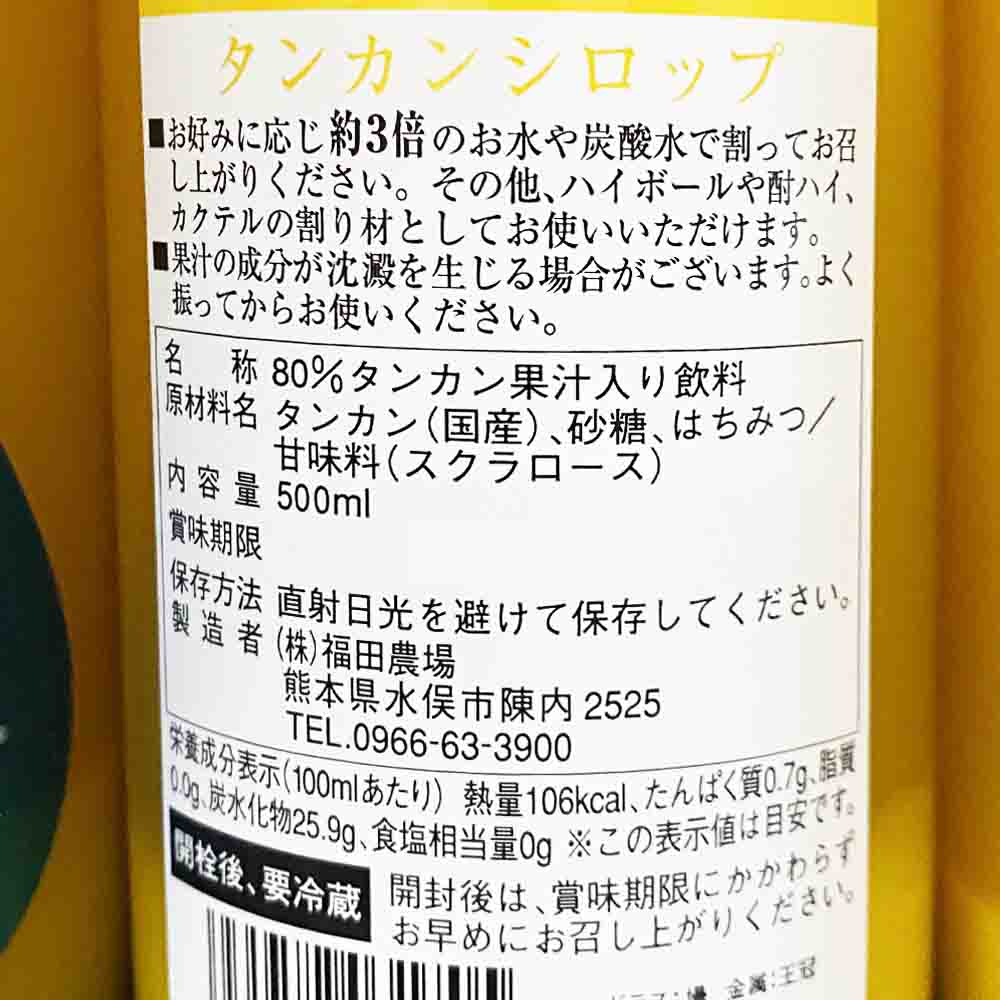 タンカンシロップ
■お好みに応じ約3倍のお水や炭酸水で割ってお召
し上がりください。その他、ハイボールや酎ハイ、
カクテルの割り材としてお使いいただけます。
■果汁の成分が沈澱を生じる場合がございます。よく
振ってからお使いください。
名称 80%タンカン果汁入り飲料
原材料名 タンカン(国産)、砂糖、はちみつ/
甘味料(スクラロース)
内容量 500ml
賞味期限
保存方法 直射日光を避けて保存してください。
製造者 (株)福田農場
熊本県水俣市陳内2525
TEL.0966-63-3900
栄養成分表示(100mlあたり) 熱量106kcal、たんぱく質0.7g、脂質
0.0g、炭水化物25.9g、食塩相当量0g ※この表示値は目安です。
開栓後、要冷蔵
開封後は、賞味期限にかかわらず
お早めにお召し上がりください。
金属:王冠